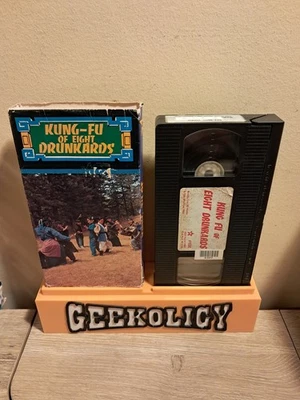 KUNG-FU
OF EIGHT
DRUNKARDS
KUNG FU OF
EIGHT DRUNKARDS
GEEKOLICY